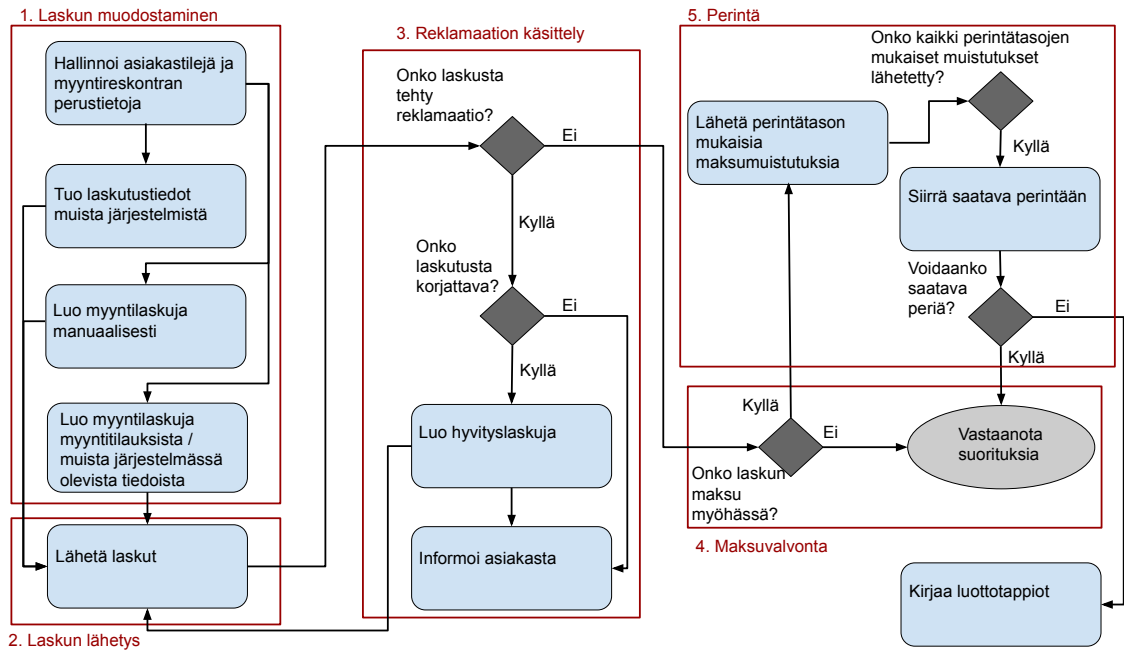 1. Laskun muodostaminen
Hallinnoi asiakastilejä ja
myyntireskontran
perustietoja
Tuo laskutustiedot
muista järjestelmistä
Luo myyntilaskuja
manuaalisesti
Luo myyntilaskuja
myyntitilauksista /
muista järjestelmässä
olevista tiedoista
Lähetä laskut
2. Laskun lähetys
3. Reklamaation käsittely
Onko laskusta
tehty
reklamaatio?
Ei
Kyllä
Onko
laskutusta
korjattava?
Ei
Kyllä
Luo hyvityslaskuja
Informoi asiakasta
5. Perintä
Onko kaikki perintätasojen
mukaiset muistutukset
lähetetty?
Lähetä perintätason
mukaisia
maksumuistutuksia
Kyllä
Siirrä saatava perintään
Voidaanko
saatava
periä?
Ei
Kyllä
Kyllä
Ei
Onko laskun
maksu
myöhässä?
Vastaanota
suorituksia
4. Maksuvalvonta
Kirjaa luottotappiot